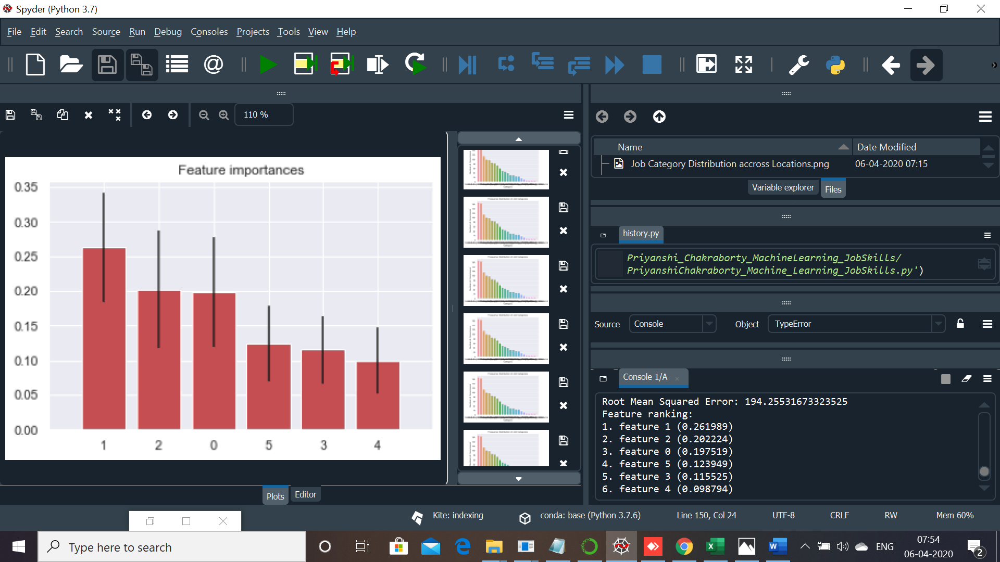 Spyder (Python 3.7)
File Edit Search Source Run Debug Consoles Projects Tools View Help
110 %
Feature importances
0.35
0.30
0.25
0.20
0.15
0.10
0.05
0.00
1 2 0 5 3 4
Plots Editor
Name Date Modified
Job Category Distribution accross Locations.png 06-04-2020 07:15
Variable explorer Files
history.py
Priyanshi_Chakraborty_MachineLearning_JobSkills/
PriyanshiChakraborty_Machine_Learning_JobSkills.py')
Source Console Object TypeError
Console 1/A
Root Mean Squared Error: 194.25531673323525
Feature ranking:
1. feature 1 (0.261989)
2. feature 2 (0.202224)
3. feature 0 (0.197519)
4. feature 5 (0.123949)
5. feature 3 (0.115525)
6. feature 4 (0.098794)
Kite: indexing conda: base (Python 3.7.6) Line 150, Col 24 UTF-8 CRLF RW Mem 60%
Type here to search
ENG
07:54
06-04-2020
2